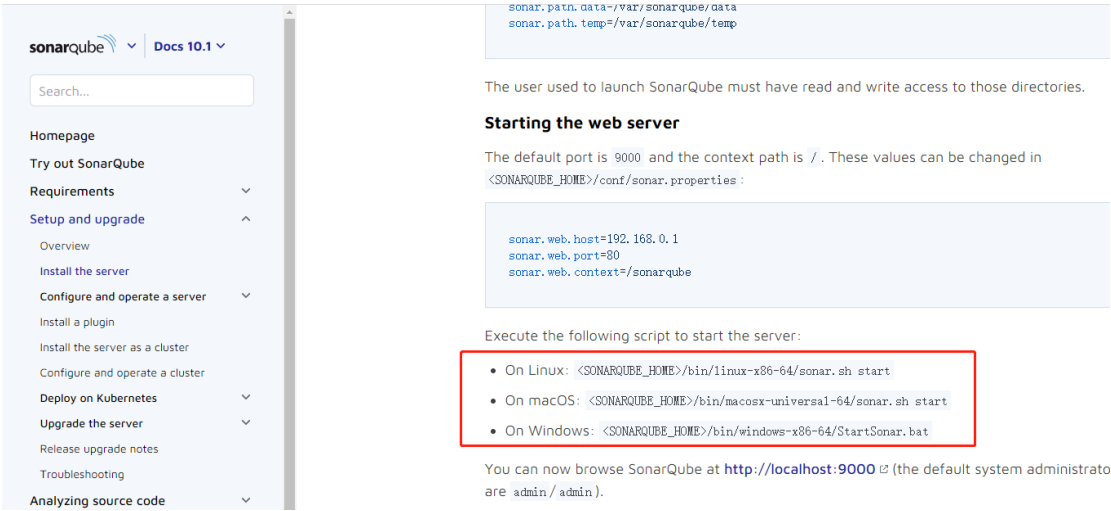 sonarqube
Docs 10.1
Search...
Homepage
Try out SonarQube
Requirements
Setup and upgrade
Overview
Install the server
Configure and operate a server
Install a plugin
Install the server as a cluster
Configure and operate a cluster
Deploy on Kubernetes
Upgrade the server
Release upgrade notes
Troubleshooting
Analyzing source code
sonar.path.data=/var/sonarqube/data
sonar.path.temp=/var/sonarqube/temp
The user used to launch SonarQube must have read and write access to those directories.
Starting the web server
The default port is 9000 and the context path is /. These values can be changed in
<SONARQUBE_HOME>/conf/sonar.properties:
sonar.web.host=192.168.0.1
sonar.web.port=80
sonar.web.context=/sonarqube
Execute the following script to start the server:
• On Linux: <SONARQUBE_HOME>/bin/linux-x86-64/sonar.sh start
• On macOS: <SONARQUBE_HOME>/bin/macosx-universal-64/sonar.sh start
• On Windows: <SONARQUBE_HOME>/bin/windows-x86-64/StartSonar.bat
You can now browse SonarQube at http://localhost:9000 (the default system administrato
are admin/admin).